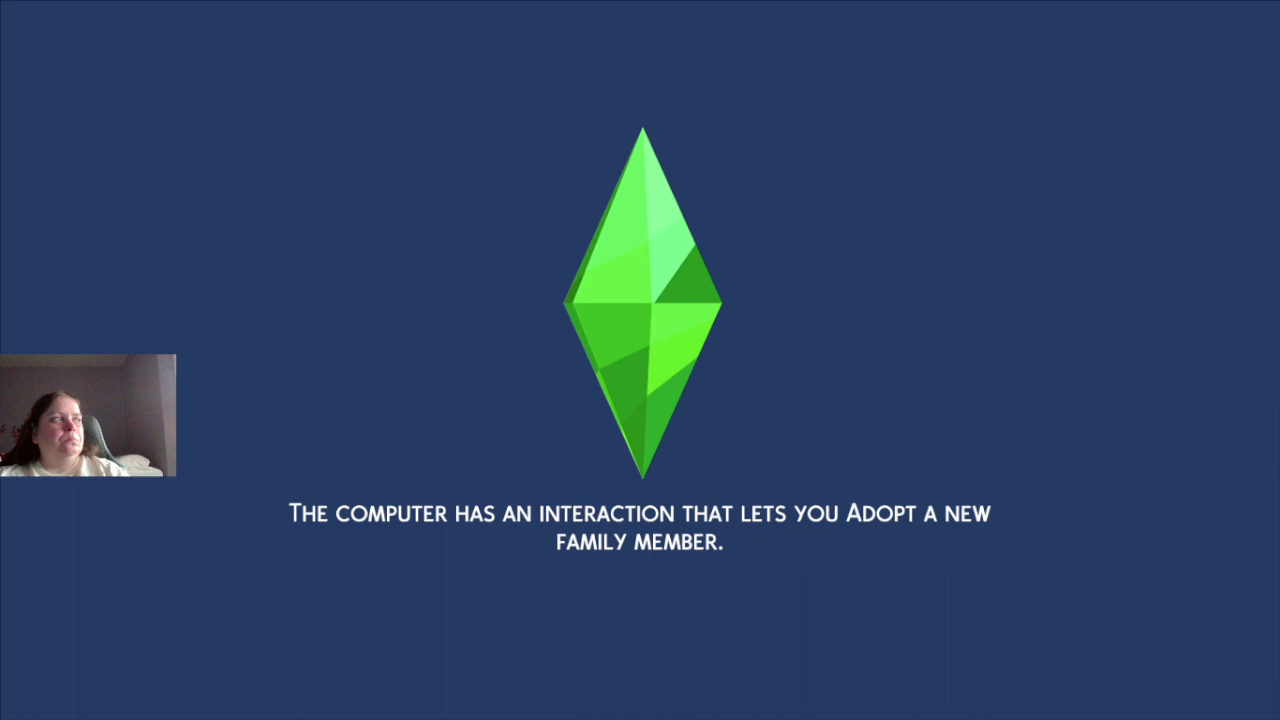 The computer has an interaction that lets you Adopt a new
family member.